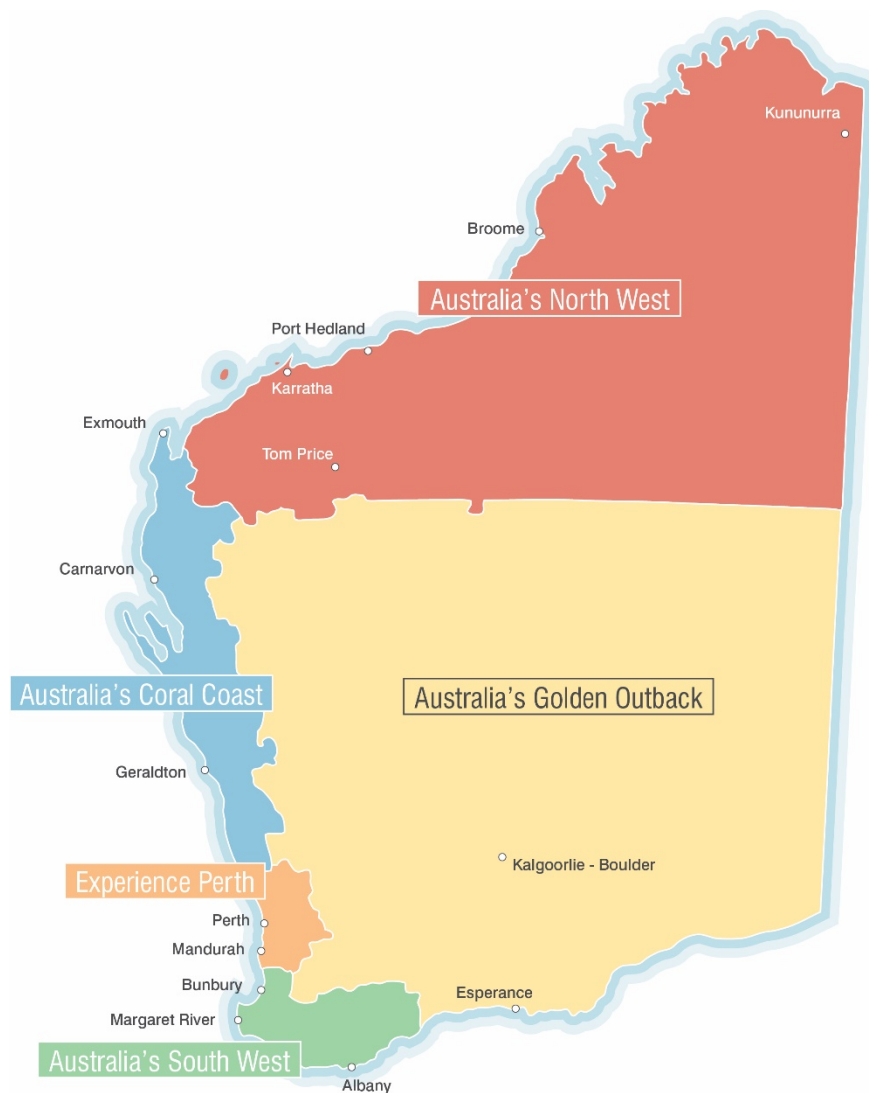 Kununurra
Broome
Australia's North West
Port Hedland
Karratha
Exmouth
Tom Price
Carnarvon
Australia's Coral Coast
Australia's Golden Outback
Geraldton
Kalgoorlie - Boulder
Experience Perth
Perth
Mandurah
Bunbury
Esperance
Margaret River
Australia's South West
Albany